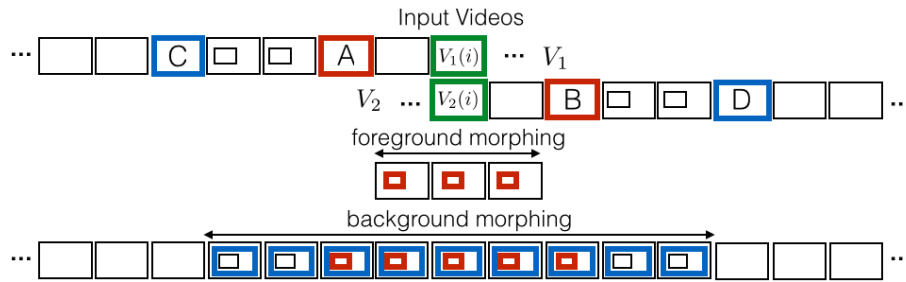 Input Videos
... C A V₁(i) ... V₁
V₂ ... V₂(i) B D ..
foreground morphing
background morphing
... ..